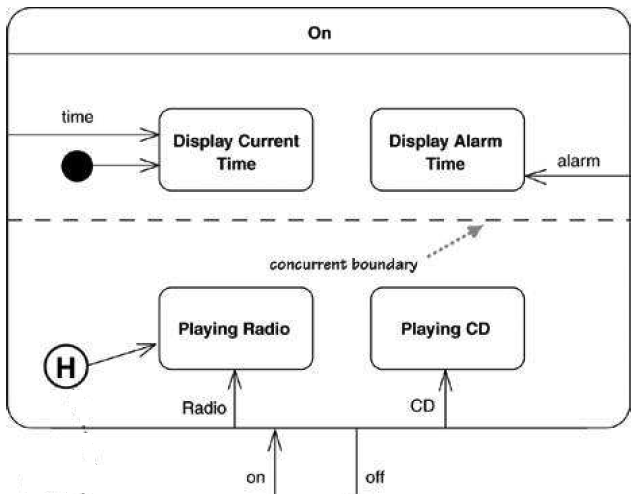 On
time
Display Current
Time
Display Alarm
Time
alarm
concurrent boundary
Playing Radio
Playing CD
H
Radio
CD
on
off